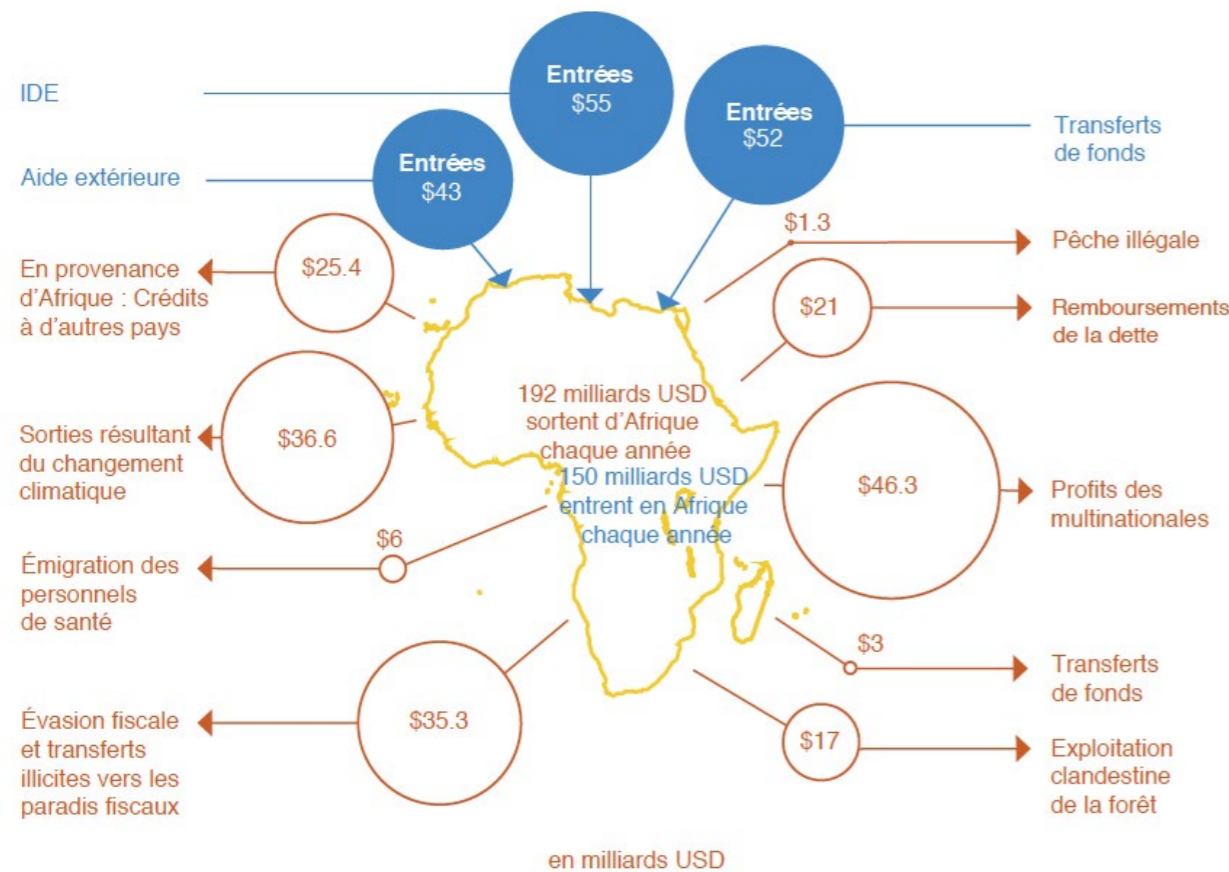 IDE
Entrées
$55
Entrées
$52
Transferts
de fonds
Aide extérieure
Entrées
$43
$1.3
Pêche illégale
En provenance
d'Afrique : Crédits
à d'autres pays
$25.4
$21
Remboursements
de la dette
192 milliards USD
sortent d'Afrique
chaque année
150 milliards USD
entrent en Afrique
chaque année
Sorties résultant
du changement
climatique
$36.6
$46.3
Profits des
multinationales
Émigration des
personnels
de santé
$6
$3
Transferts
de fonds
Évasion fiscale
et transferts
illicites vers les
paradis fiscaux
$35.3
$17
Exploitation
clandestine
de la forêt
en milliards USD